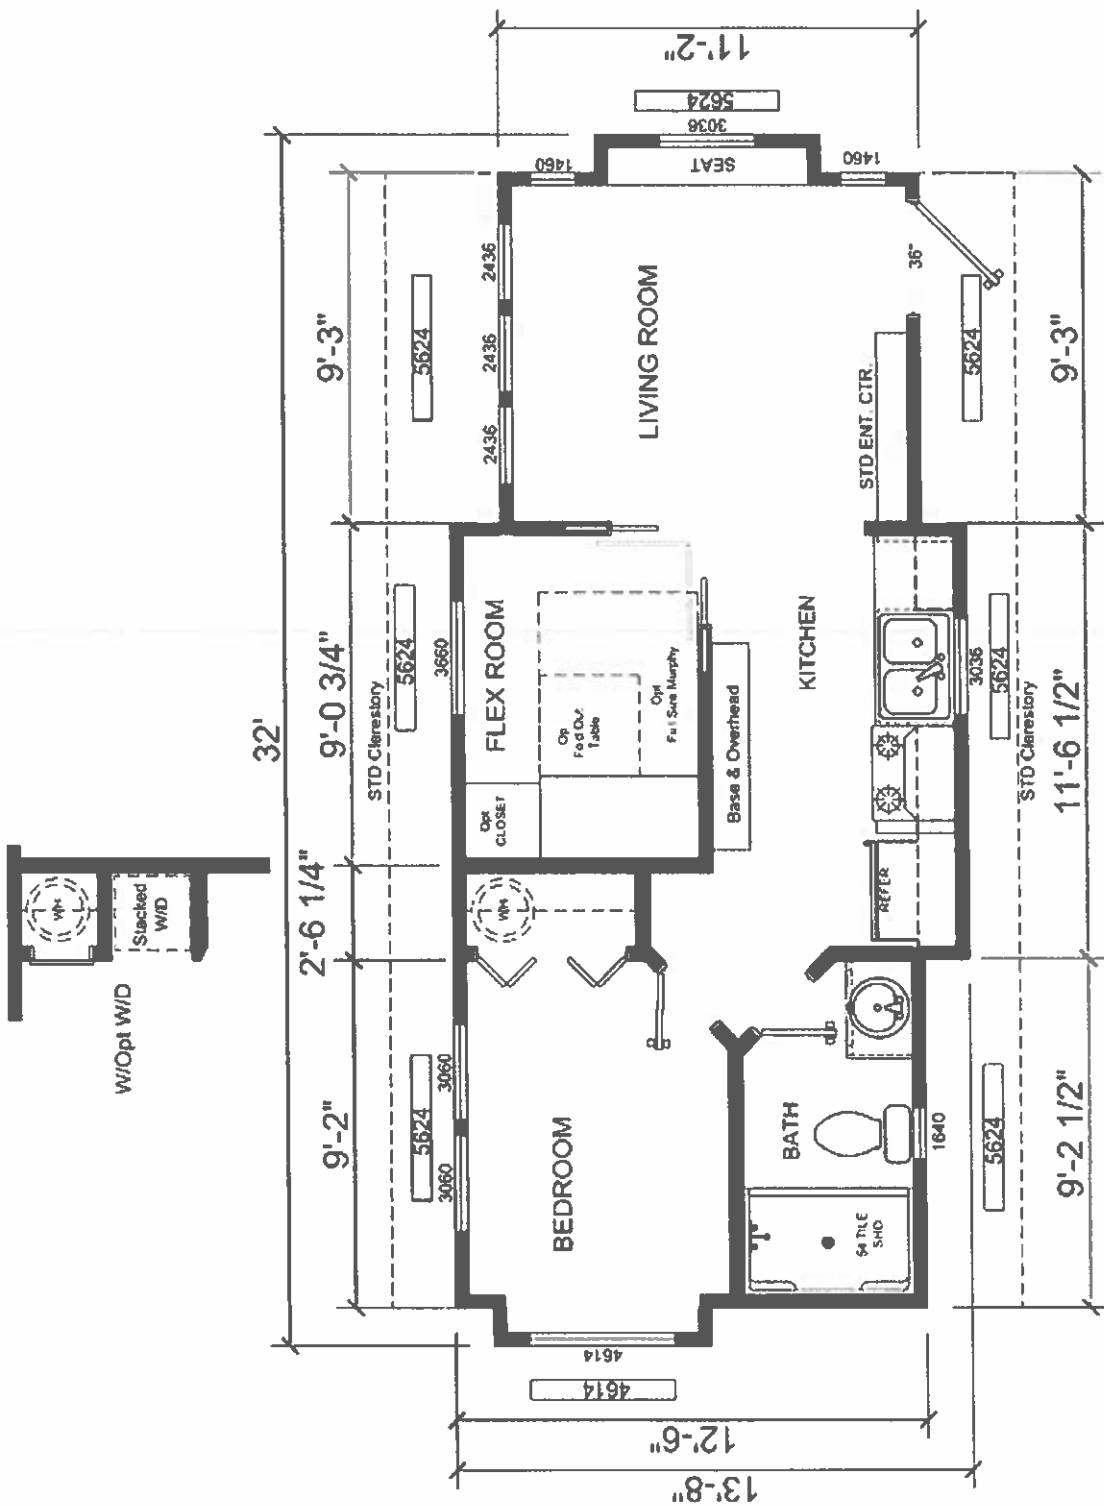 W/Opt W/D
WH
Stacked
W/D
32'
9'-2"
2'-6 1/4"
9'-0 3/4"
9'-3"
STD Clerestory
5624
5624
5624
3060
3060
3660
2436
2436
2436
4614
4614
12'-6"
13'-8"
BEDROOM
WH
Opt
CLOSET
FLEX ROOM
Fold Out
Table
Opt
Full Size Murphy
Base & Overhead
LIVING ROOM
1460
SEAT
3036
5624
1460
11'-2"
KITCHEN
STD ENT. CTR.
36"
BATH
54 TILE
SHO
REFER
1640
3036
5624
5624
5624
STD Clerestory
9'-2 1/2"
11'-6 1/2"
9'-3"